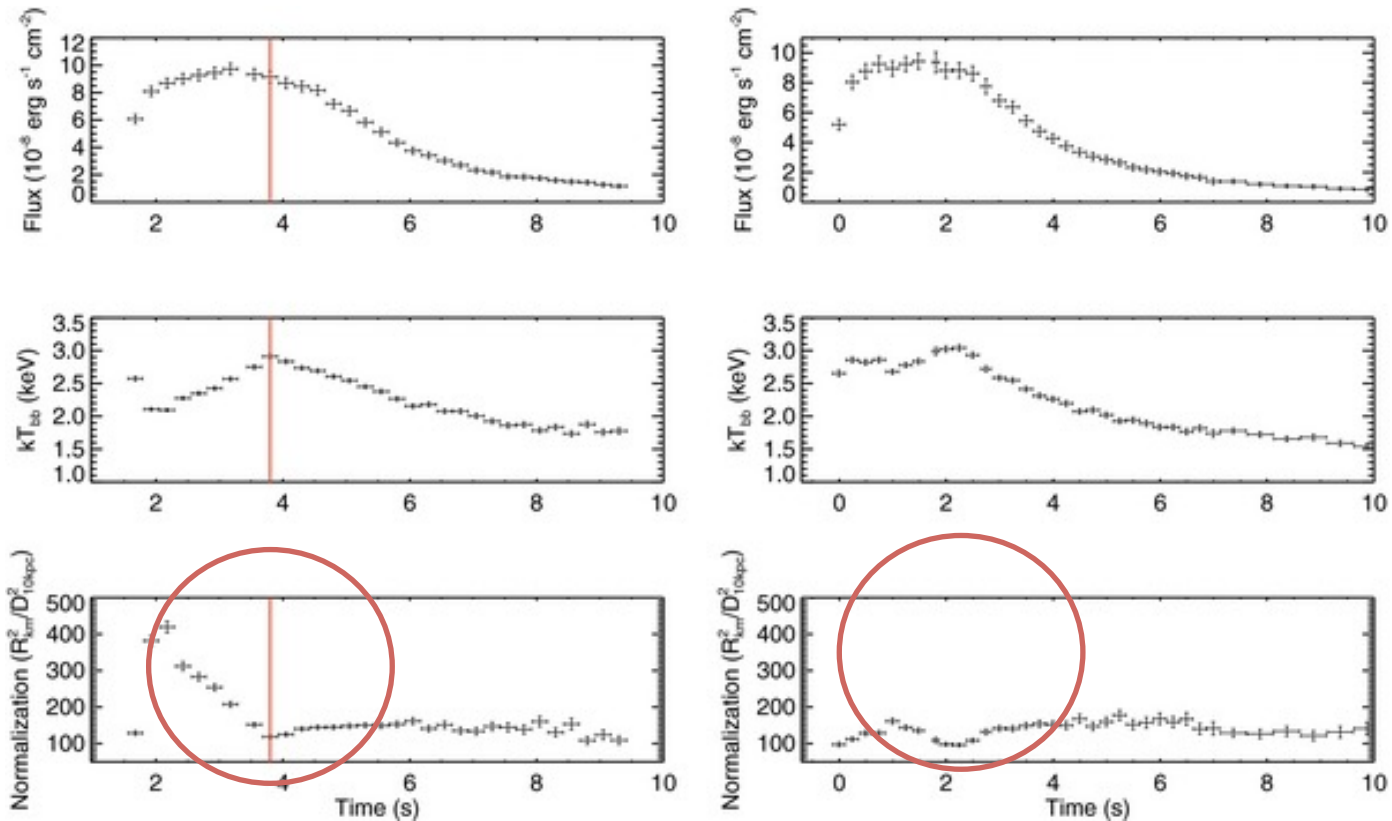 Flux (10⁻⁸ erg s⁻¹ cm⁻²)
12
10
8
6
4
2
0
2 4 6 8 10
Flux (10⁻⁸ erg s⁻¹ cm⁻²)
10
8
6
4
2
0
0 2 4 6 8 10
kT_bb (keV)
3.5
3.0
2.5
2.0
1.5
1.0
2 4 6 8 10
kT_bb (keV)
3.5
3.0
2.5
2.0
1.5
1.0
0 2 4 6 8 10
Normalization (R²_km/D²_10kpc)
500
400
300
200
100
2 4 6 8 10
Time (s)
Normalization (R²_km/D²_10kpc)
500
400
300
200
100
0 2 4 6 8 10
Time (s)